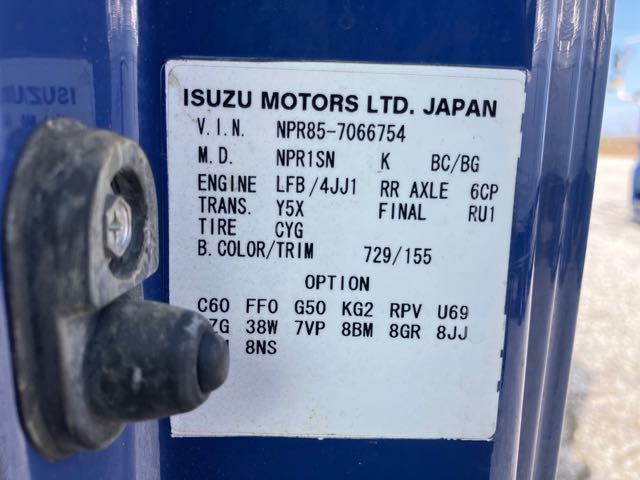 ISUZU MOTORS LTD. JAPAN
V.I.N. NPR85-7066754
M.D. NPR1SN K BC/BG
ENGINE LFB/4JJ1 RR AXLE 6CP
TRANS. Y5X FINAL RU1
TIRE CYG
B.COLOR/TRIM 729/155
OPTION
C60 FF0 G50 KG2 RPV U69
38W 7VP 8BM 8GR 8JJ
8NS